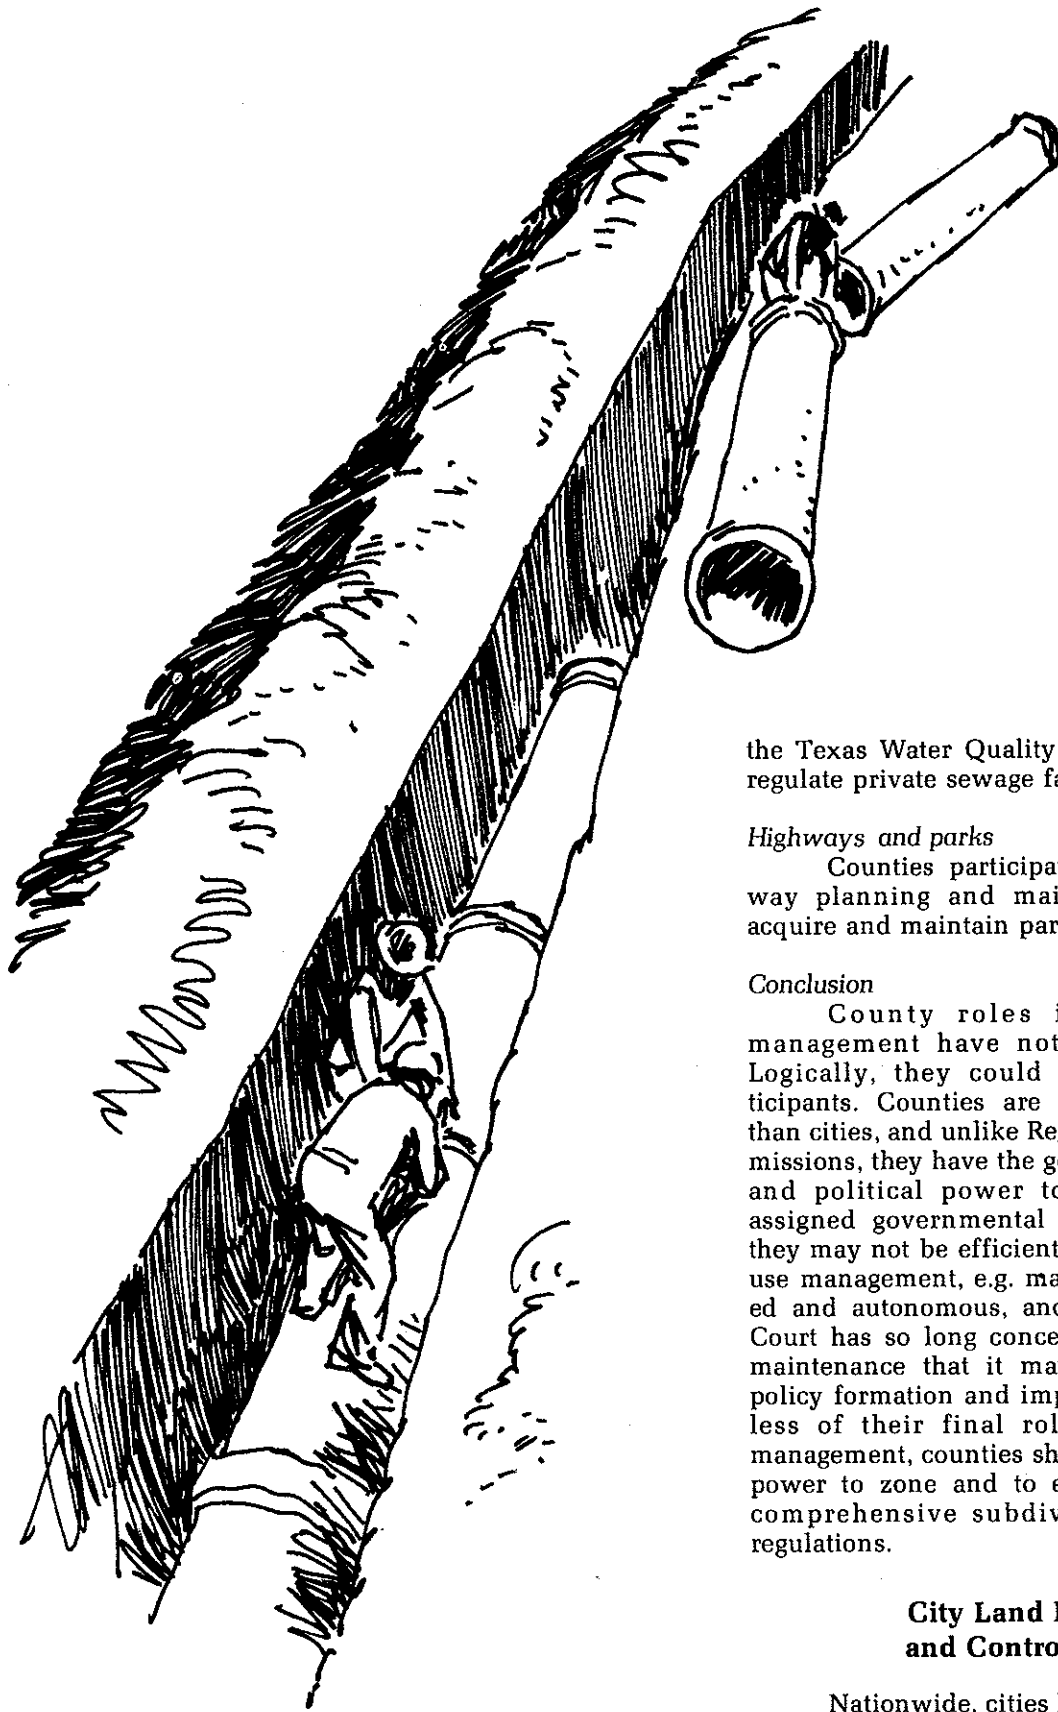 the Texas Water Quality
regulate private sewage fa
Highways and parks
Counties participa
way planning and mai
acquire and maintain par
Conclusion
County roles i
management have not
Logically, they could
ticipants. Counties are
than cities, and unlike Re
missions, they have the g
and political power to
assigned governmental
they may not be efficient
use management, e.g. ma
ed and autonomous, and
Court has so long conce
maintenance that it ma
policy formation and imp
less of their final rol
management, counties sh
power to zone and to e
comprehensive subdiv
regulations.
City Land
and Contro
Nationwide, cities